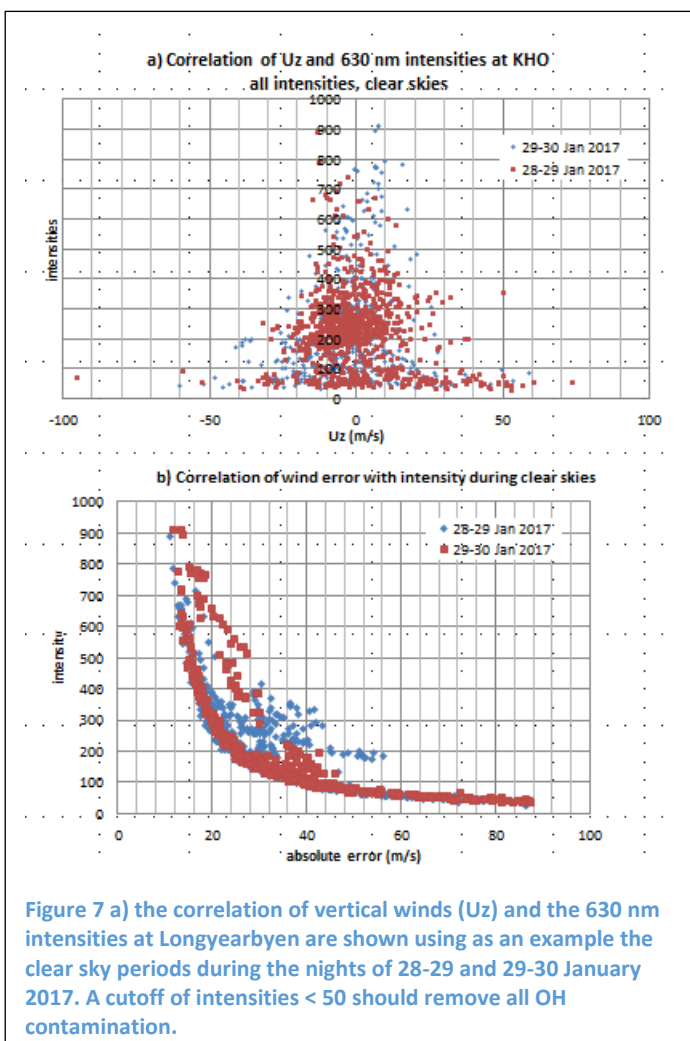 a) Correlation of Uz and 630 nm intensities at KHO
all intensities, clear skies
1000
900
800
700
600
500
400
300
200
100
0
intensities
29-30 Jan 2017
28-29 Jan 2017
-100 -50 0 50 100
Uz (m/s)
b) Correlation of wind error with intensity during clear skies
1000
900
800
700
600
500
400
300
200
100
0
intensity
28-29 Jan 2017
29-30 Jan 2017
0 20 40 60 80 100
absolute error (m/s)
Figure 7 a) the correlation of vertical winds (Uz) and the 630 nm
intensities at Longyearbyen are shown using as an example the
clear sky periods during the nights of 28-29 and 29-30 January
2017. A cutoff of intensities < 50 should remove all OH
contamination.